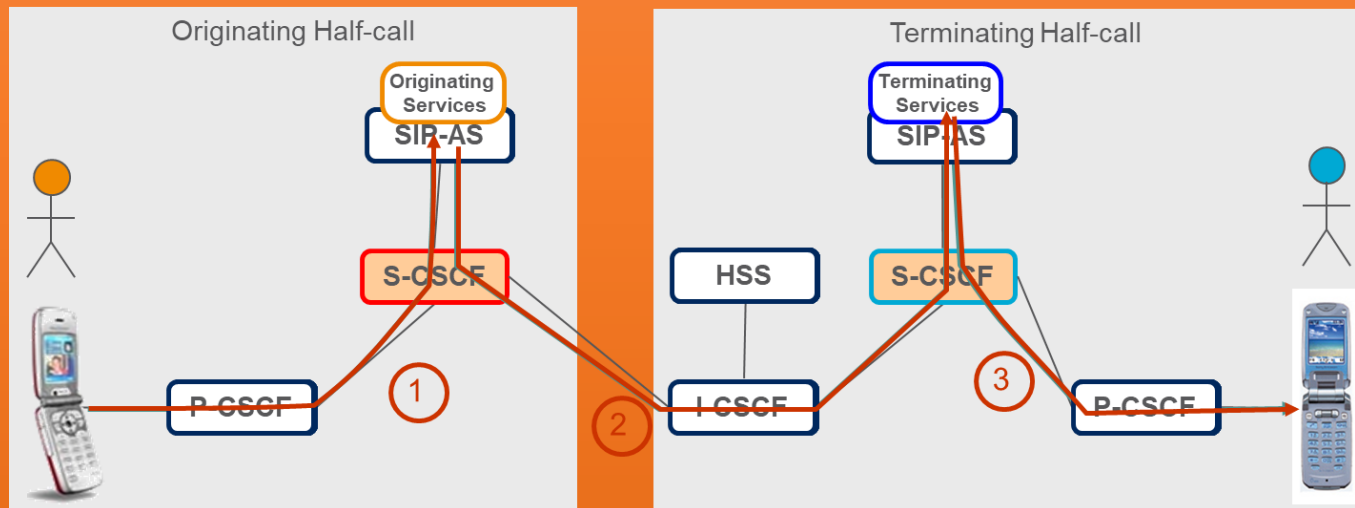 Originating Half-call
Terminating Half-call
Originating
Services
SIP-AS
Terminating
Services
SIP-AS
S-CSCF
HSS
S-CSCF
1
2
3
P-CSCF
I-CSCF
P-CSCF